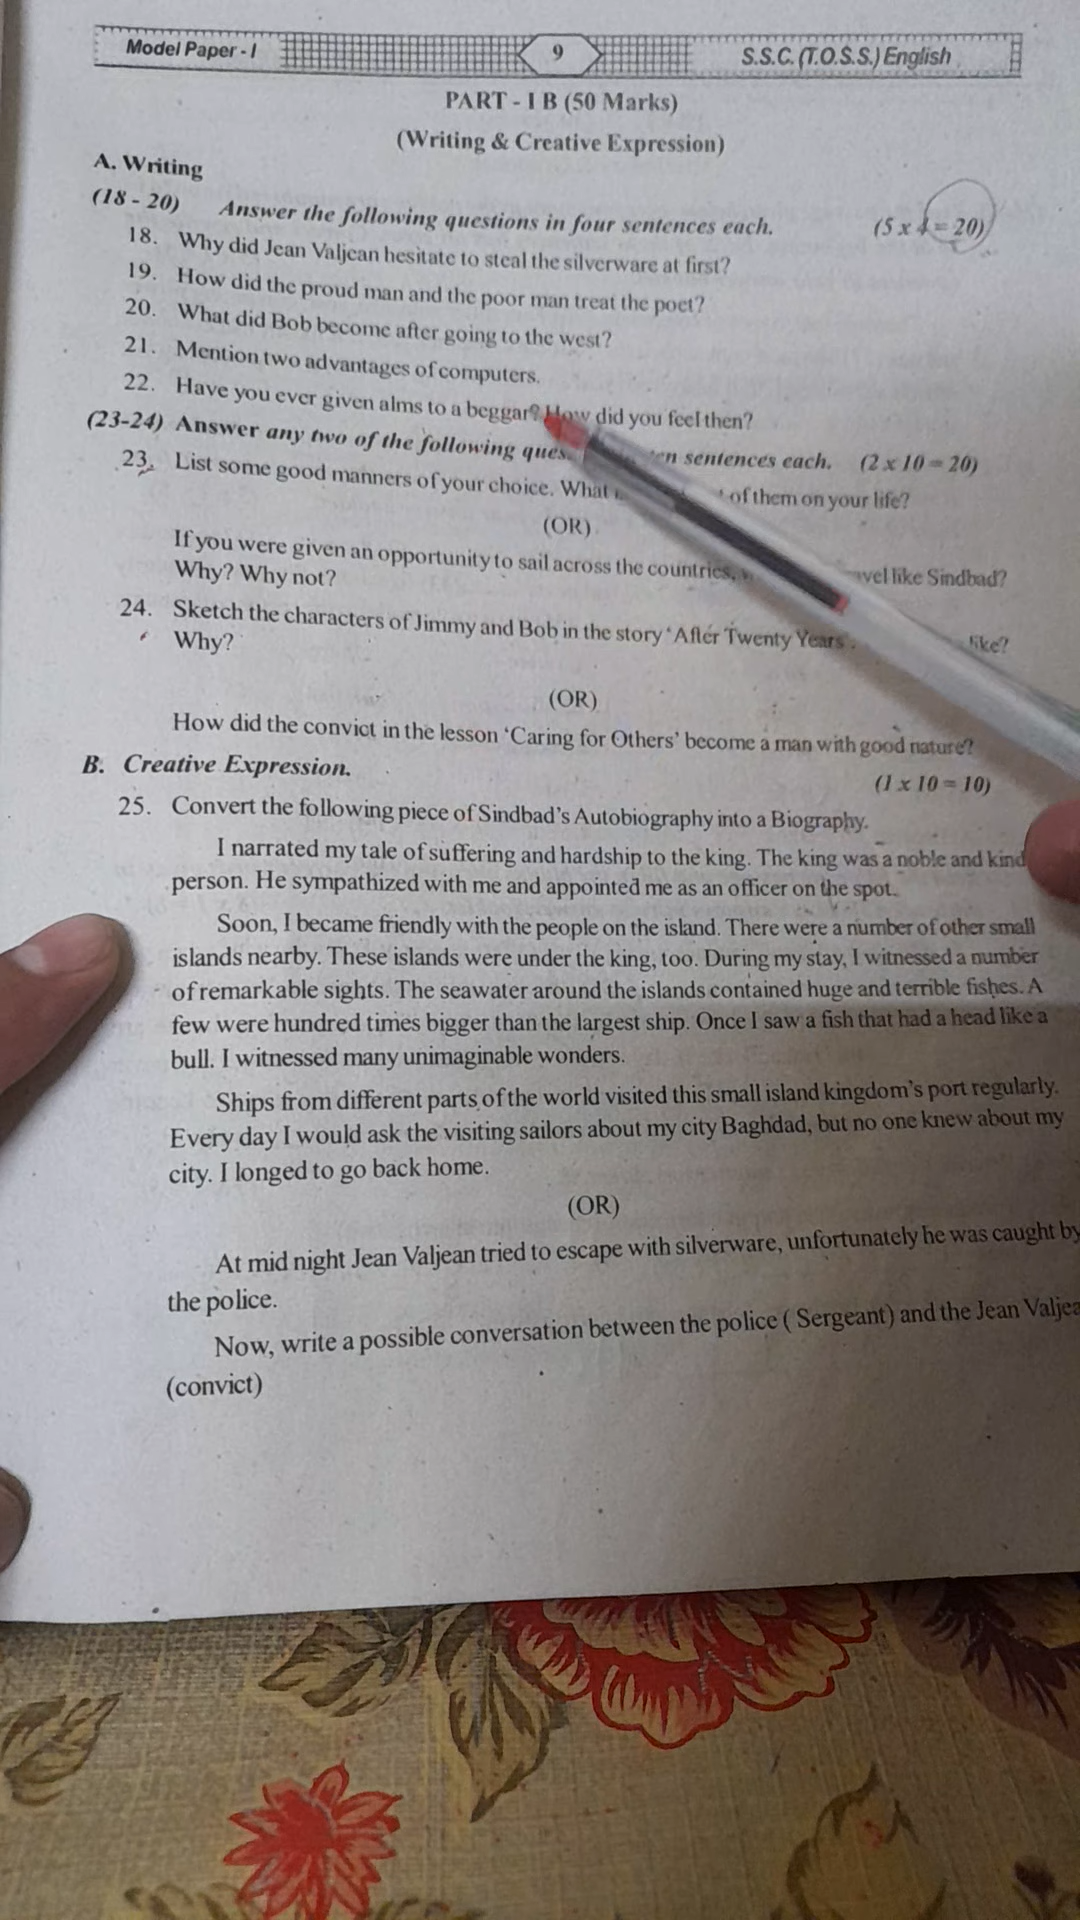 Model Paper - I
9
S.S.C. (T.O.S.S.) English
PART - I B (50 Marks)
(Writing & Creative Expression)
A. Writing
(18 - 20) Answer the following questions in four sentences each. (5 x 4 = 20)
18. Why did Jean Valjean hesitate to steal the silverware at first?
19. How did the proud man and the poor man treat the poet?
20. What did Bob become after going to the west?
21. Mention two advantages of computers.
22. Have you ever given alms to a beggar? How did you feel then?
(23-24) Answer any two of the following ques sentences each. (2 x 10 = 20)
23. List some good manners of your choice. What of them on your life?
(OR)
If you were given an opportunity to sail across the countries, like Sindbad?
Why? Why not?
24. Sketch the characters of Jimmy and Bob in the story 'After Twenty Years'. like?
Why?
(OR)
How did the convict in the lesson 'Caring for Others' become a man with good nature?
B. Creative Expression. (1 x 10 = 10)
25. Convert the following piece of Sindbad's Autobiography into a Biography.
I narrated my tale of suffering and hardship to the king. The king was a noble and kind
person. He sympathized with me and appointed me as an officer on the spot.
Soon, I became friendly with the people on the island. There were a number of other small
islands nearby. These islands were under the king, too. During my stay, I witnessed a number
of remarkable sights. The seawater around the islands contained huge and terrible fishes. A
few were hundred times bigger than the largest ship. Once I saw a fish that had a head like a
bull. I witnessed many unimaginable wonders.
Ships from different parts of the world visited this small island kingdom's port regularly.
Every day I would ask the visiting sailors about my city Baghdad, but no one knew about my
city. I longed to go back home.
(OR)
At mid night Jean Valjean tried to escape with silverware, unfortunately he was caught by
the police.
Now, write a possible conversation between the police ( Sergeant) and the Jean Valjea
(convict)